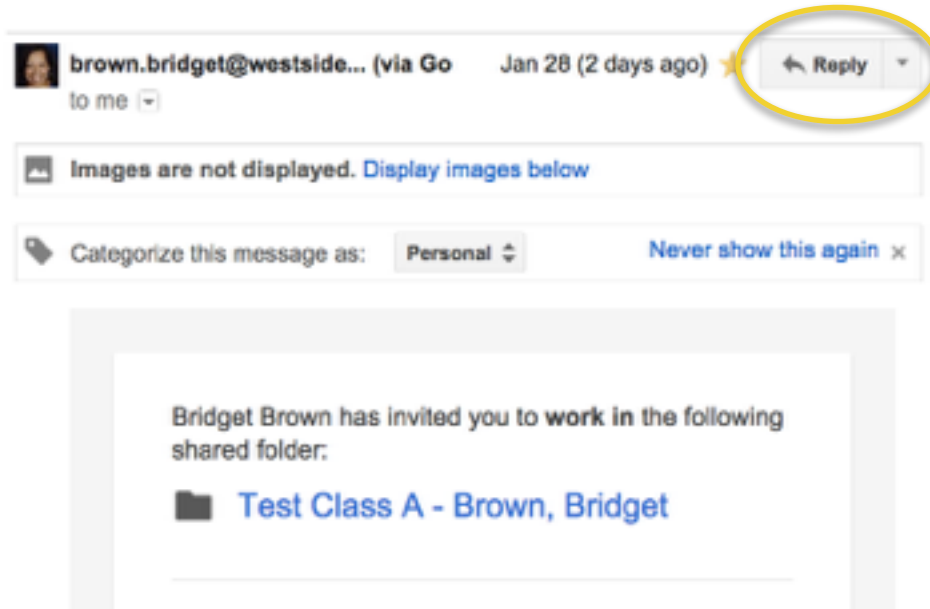 brown.bridget@westside... (via Go Jan 28 (2 days ago) Reply
to me
Images are not displayed. Display images below
Categorize this message as: Personal Never show this again ×
Bridget Brown has invited you to work in the following
shared folder:
Test Class A - Brown, Bridget